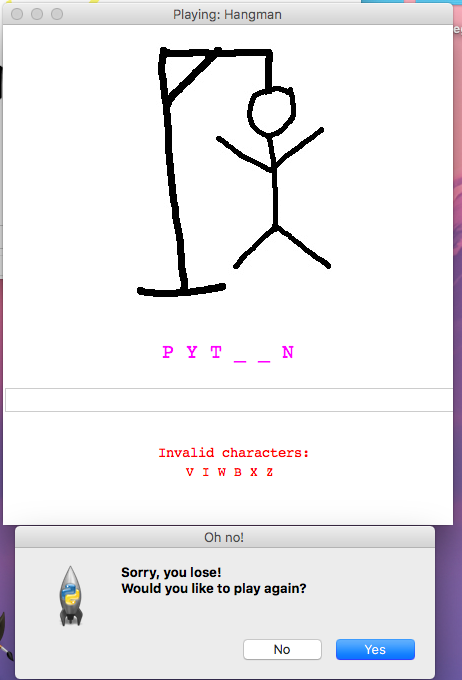 Playing: Hangman
P Y T _ _ N
Invalid characters:
V I W B X Z
Oh no!
Sorry, you lose!
Would you like to play again?
No
Yes